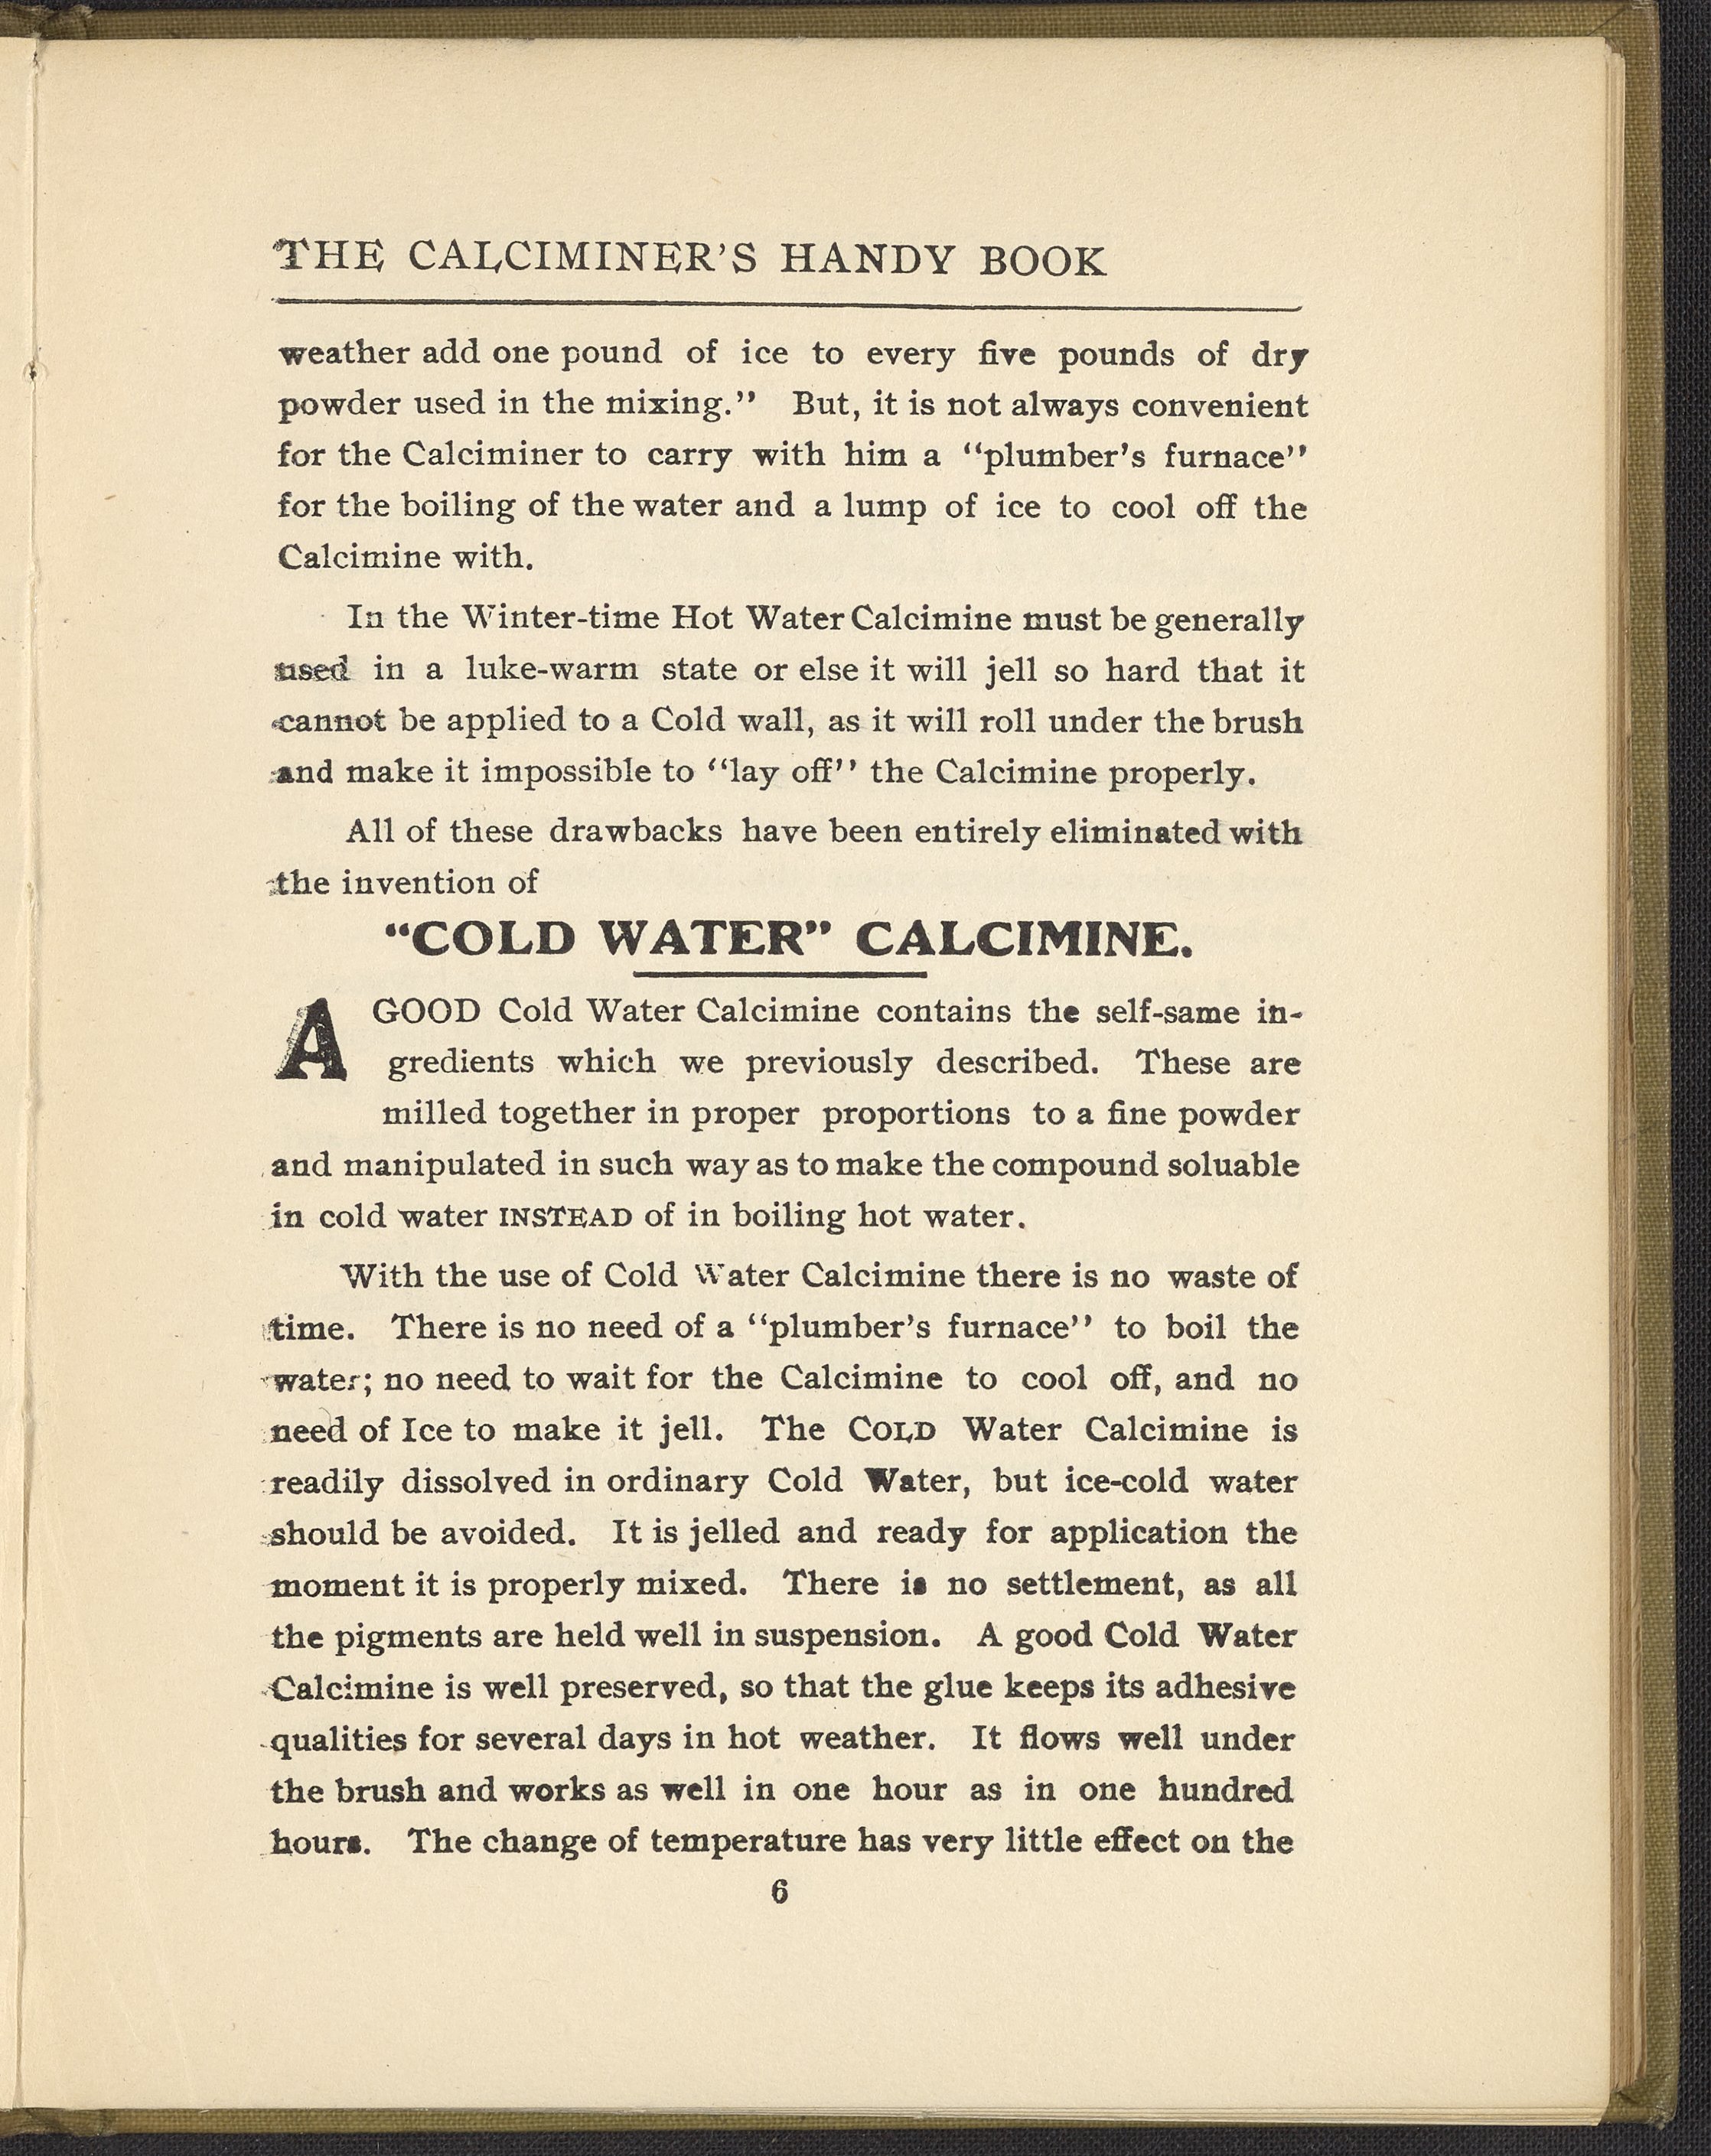 THE CALCIMINER'S HANDY BOOK
weather add one pound of ice to every five pounds of dry
powder used in the mixing." But, it is not always convenient
for the Calciminer to carry with him a "plumber's furnace"
for the boiling of the water and a lump of ice to cool off the
Calcimine with.
In the Winter-time Hot Water Calcimine must be generally
used in a luke-warm state or else it will jell so hard that it
cannot be applied to a Cold wall, as it will roll under the brush
and make it impossible to "lay off" the Calcimine properly.
All of these drawbacks have been entirely eliminated with
the invention of
"COLD WATER" CALCIMINE.
A GOOD Cold Water Calcimine contains the self-same in-
gredients which we previously described. These are
milled together in proper proportions to a fine powder
and manipulated in such way as to make the compound soluable
in cold water INSTEAD of in boiling hot water.
With the use of Cold Water Calcimine there is no waste of
time. There is no need of a "plumber's furnace" to boil the
water; no need to wait for the Calcimine to cool off, and no
need of Ice to make it jell. The COLD Water Calcimine is
readily dissolved in ordinary Cold Water, but ice-cold water
should be avoided. It is jelled and ready for application the
moment it is properly mixed. There is no settlement, as all
the pigments are held well in suspension. A good Cold Water
Calcimine is well preserved, so that the glue keeps its adhesive
qualities for several days in hot weather. It flows well under
the brush and works as well in one hour as in one hundred
hours. The change of temperature has very little effect on the
6